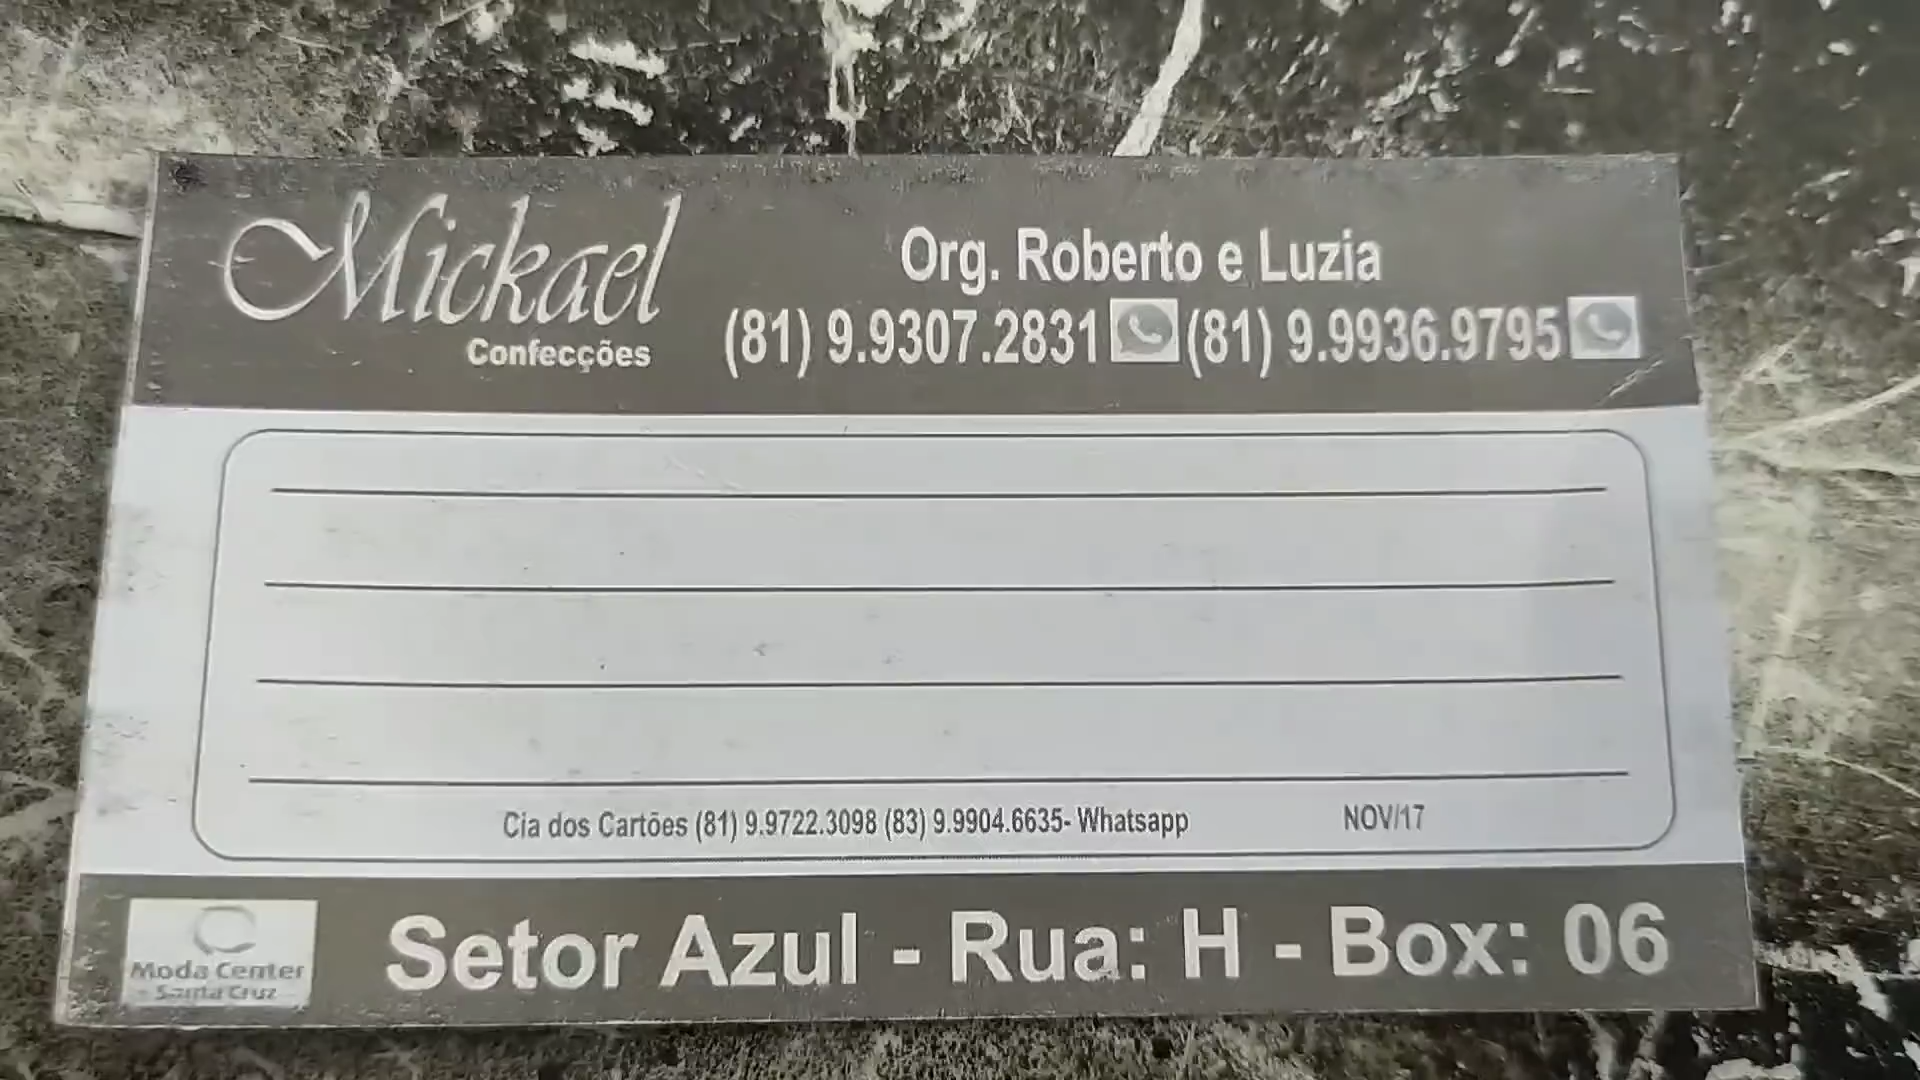 Mickael
Confecções
Org. Roberto e Luzia
(81) 9.9307.2831 (81) 9.9936.9795
Cia dos Cartões (81) 9.9722.3098 (83) 9.9904.6635- Whatsapp NOV/17
Moda Center
Santa Cruz
Setor Azul - Rua: H - Box: 06